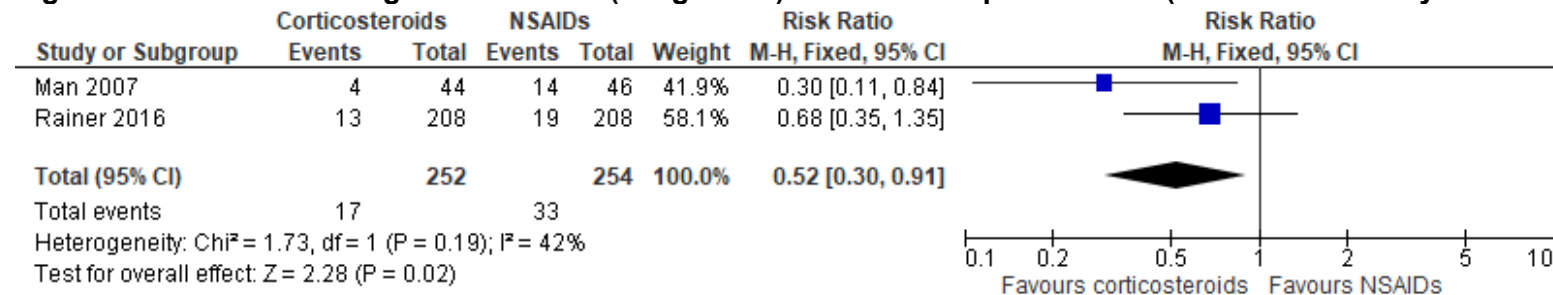 Corticosteroids NSAIDs Risk Ratio Risk Ratio
Study or Subgroup Events Total Events Total Weight M-H, Fixed, 95% CI M-H, Fixed, 95% CI
Man 2007 4 44 14 46 41.9% 0.30 [0.11, 0.84]
Rainer 2016 13 208 19 208 58.1% 0.68 [0.35, 1.35]
Total (95% CI) 252 254 100.0% 0.52 [0.30, 0.91]
Total events 17 33
Heterogeneity: Chi² = 1.73, df = 1 (P = 0.19); I² = 42%
Test for overall effect: Z = 2.28 (P = 0.02)
0.1 0.2 0.5 1 2 5 10
Favours corticosteroids Favours NSAIDs